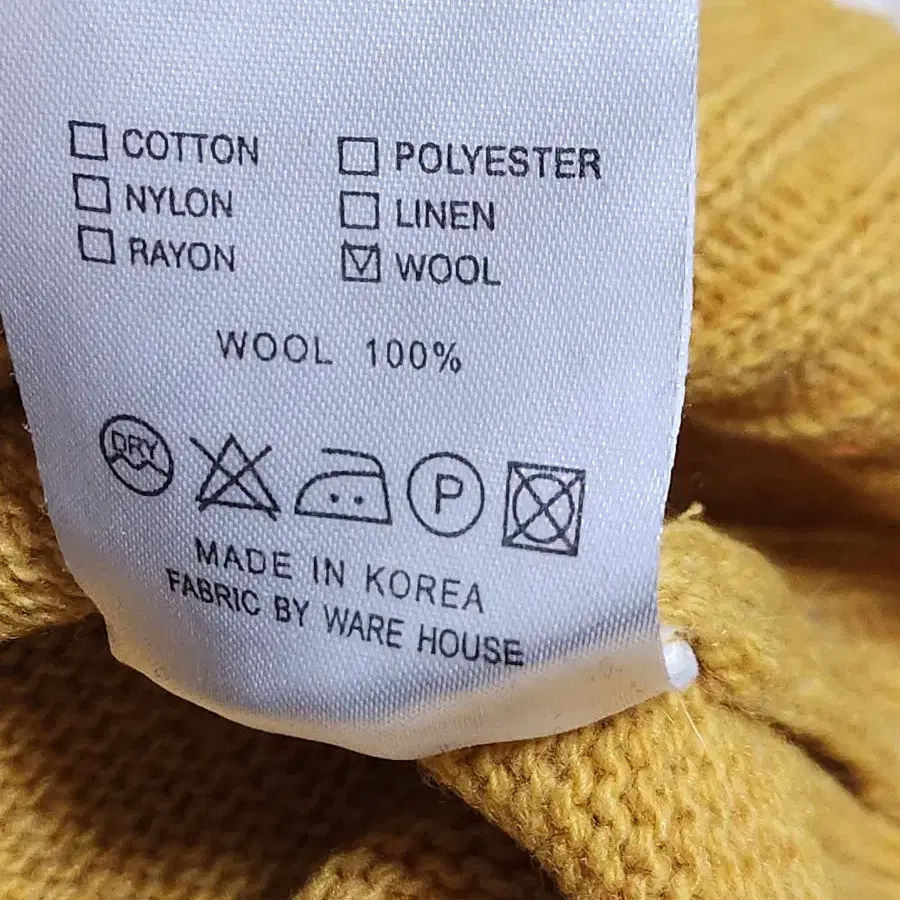 COTTON POLYESTER
NYLON LINEN
RAYON WOOL
WOOL 100%
DRY P
MADE IN KOREA
FABRIC BY WARE HOUSE